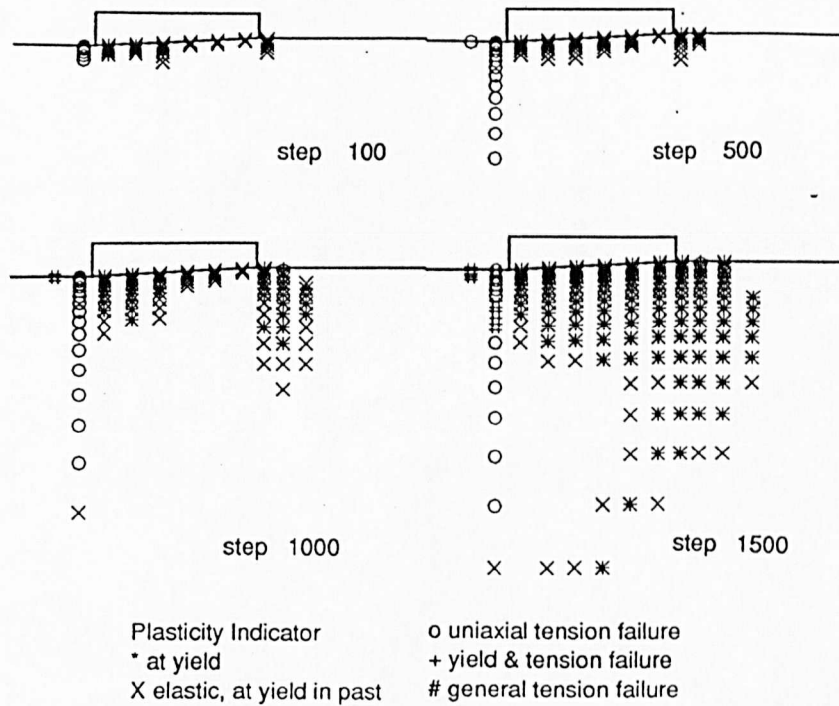 step 100
step 500
step 1000
step 1500
Plasticity Indicator
* at yield
X elastic, at yield in past
o uniaxial tension failure
+ yield & tension failure
# general tension failure